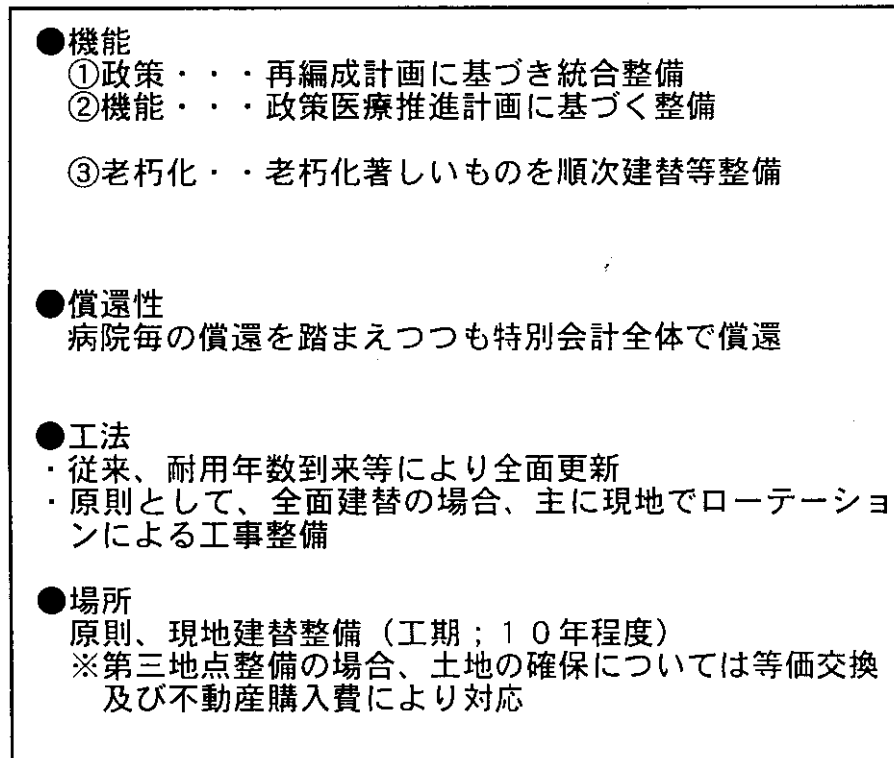 ●機能
①政策・・・再編成計画に基づき統合整備
②機能・・・政策医療推進計画に基づく整備
③老朽化・・老朽化著しいものを順次建替等整備
●償還性
病院毎の償還を踏まえつつも特別会計全体で償還
●工法
・従来、耐用年数到来等により全面更新
・原則として、全面建替の場合、主に現地でローテーショ
ンによる工事整備
●場所
原則、現地建替整備（工期；１０年程度）
※第三地点整備の場合、土地の確保については等価交換
及び不動産購入費により対応